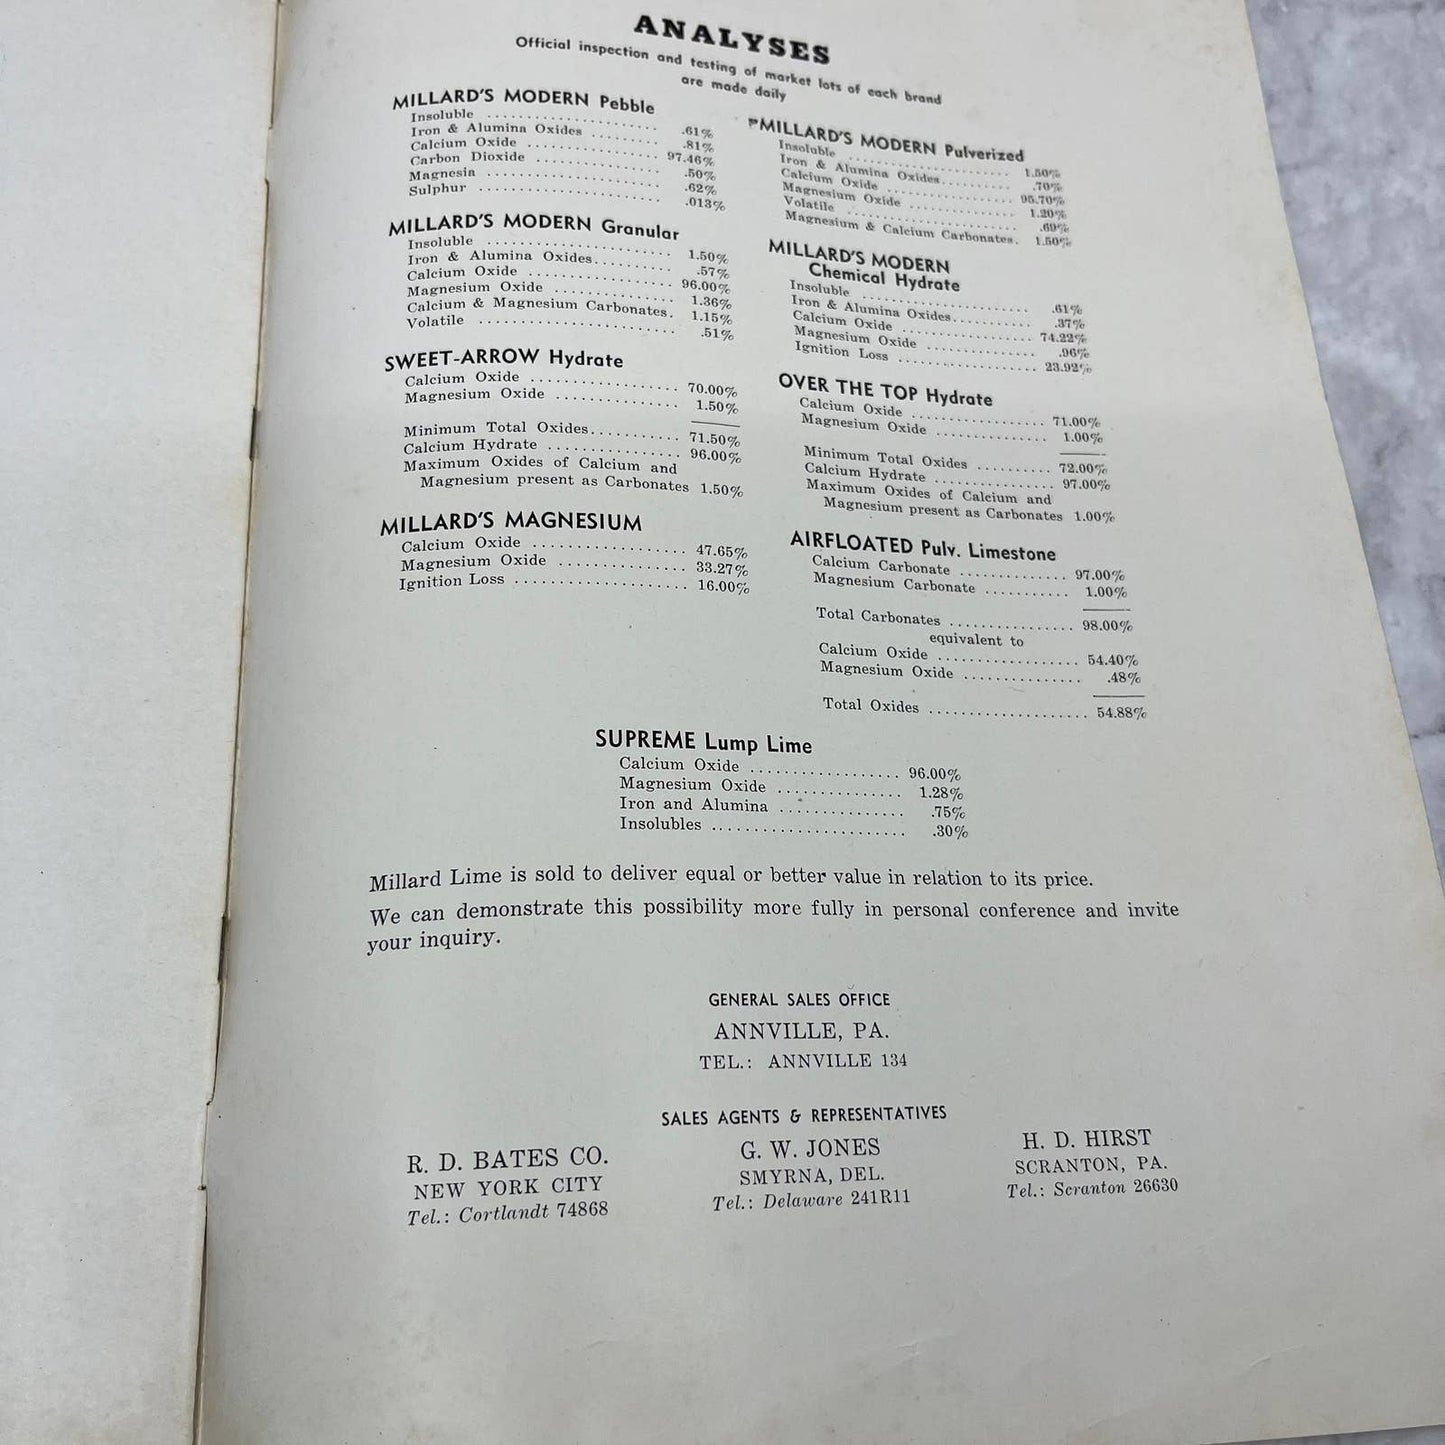 ANALYSES
Official inspection and testing of market lots of each brand
are made daily
MILLARD'S MODERN Pebble
Insoluble .................... .61%
Iron & Alumina Oxides ........ .81%
Calcium Oxide ................ 97.46%
Carbon Dioxide ............... .50%
Magnesia ..................... .62%
Sulphur ...................... .013%
MILLARD'S MODERN Granular
Insoluble .................... 1.50%
Iron & Alumina Oxides.......... .57%
Calcium Oxide ................ 96.00%
Magnesium Oxide .............. 1.36%
Calcium & Magnesium Carbonates. 1.15%
Volatile ..................... .51%
SWEET-ARROW Hydrate
Calcium Oxide ................ 70.00%
Magnesium Oxide .............. 1.50%
Minimum Total Oxides........... 71.50%
Calcium Hydrate .............. 96.00%
Maximum Oxides of Calcium and
Magnesium present as Carbonates 1.50%
MILLARD'S MAGNESIUM
Calcium Oxide ................ 47.65%
Magnesium Oxide .............. 33.27%
Ignition Loss ................ 16.00%
MILLARD'S MODERN Pulverized
Insoluble .................... 1.50%
Iron & Alumina Oxides.......... .70%
Calcium Oxide ................ 95.70%
Magnesium Oxide .............. 1.20%
Volatile ..................... .69%
Magnesium & Calcium Carbonates. 1.50%
MILLARD'S MODERN
Chemical Hydrate
Insoluble .................... .61%
Iron & Alumina Oxides.......... .37%
Calcium Oxide ................ 74.22%
Magnesium Oxide .............. .96%
Ignition Loss ................ 23.92%
OVER THE TOP Hydrate
Calcium Oxide ................ 71.00%
Magnesium Oxide .............. 1.00%
Minimum Total Oxides .......... 72.00%
Calcium Hydrate .............. 97.00%
Maximum Oxides of Calcium and
Magnesium present as Carbonates 1.00%
AIRFLOATED Pulv. Limestone
Calcium Carbonate ............. 97.00%
Magnesium Carbonate ........... 1.00%
Total Carbonates .............. 98.00%
equivalent to
Calcium Oxide ................ 54.40%
Magnesium Oxide .............. .48%
Total Oxides ................. 54.88%
SUPREME Lump Lime
Calcium Oxide ................ 96.00%
Magnesium Oxide .............. 1.28%
Iron and Alumina ............. .75%
Insolubles ................... .30%
Millard Lime is sold to deliver equal or better value in relation to its price.
We can demonstrate this possibility more fully in personal conference and invite
your inquiry.
GENERAL SALES OFFICE
ANNVILLE, PA.
TEL.: ANNVILLE 134
SALES AGENTS & REPRESENTATIVES
R. D. BATES CO.
NEW YORK CITY
Tel.: Cortlandt 74868
G. W. JONES
SMYRNA, DEL.
Tel.: Delaware 241R11
H. D. HIRST
SCRANTON, PA.
Tel.: Scranton 26630